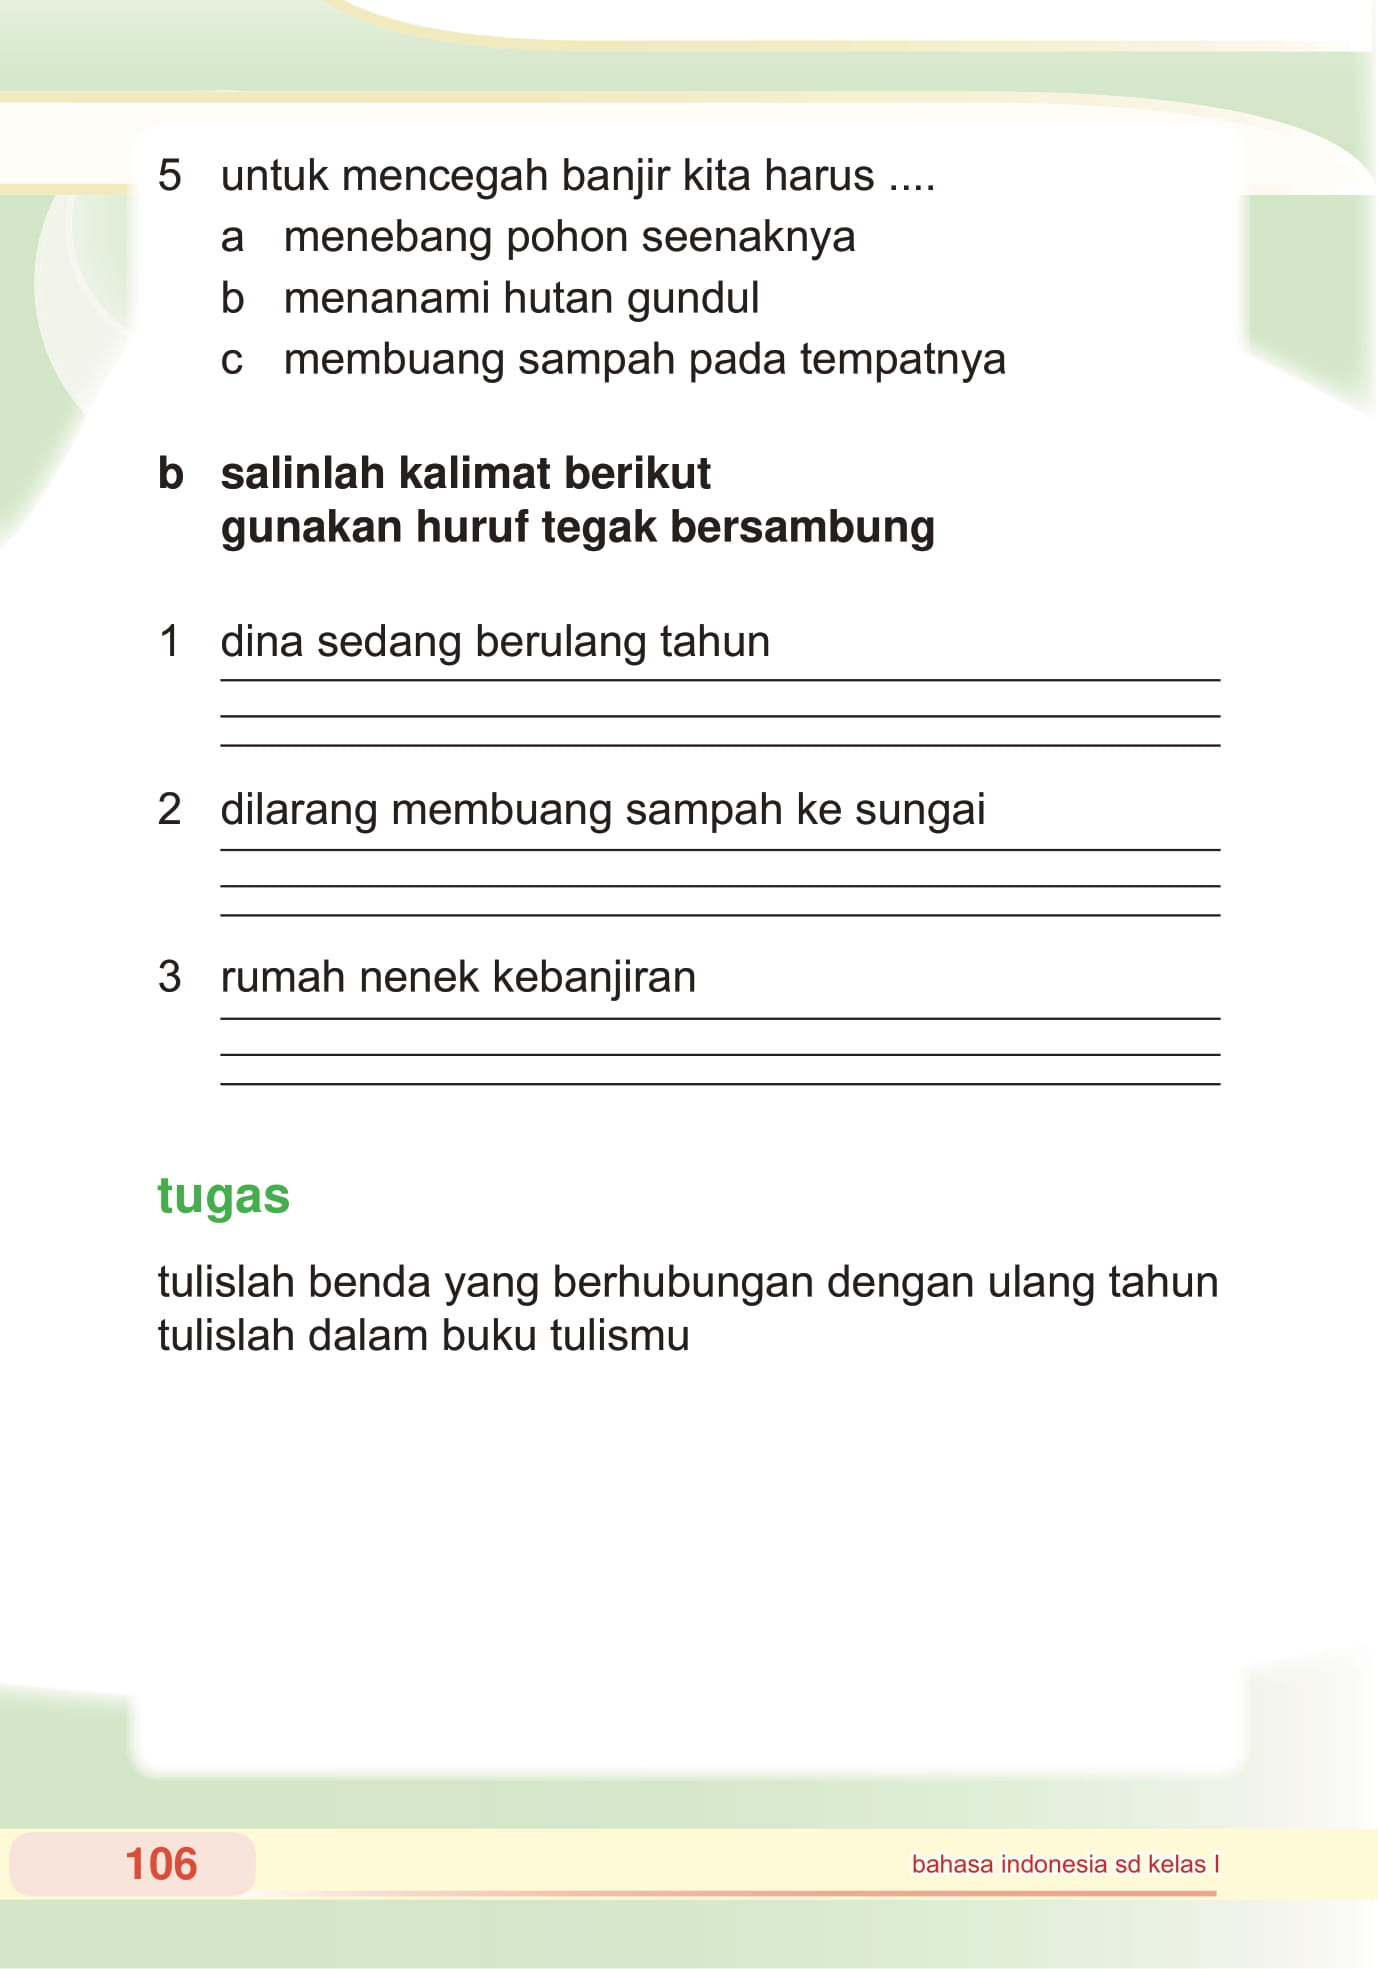 5 untuk mencegah banjir kita harus ....
a menebang pohon seenaknya
b menanami hutan gundul
c membuang sampah pada tempatnya
b salinlah kalimat berikut
gunakan huruf tegak bersambung
1 dina sedang berulang tahun
2 dilarang membuang sampah ke sungai
3 rumah nenek kebanjiran
tugas
tulislah benda yang berhubungan dengan ulang tahun
tulislah dalam buku tulismu
106
bahasa indonesia sd kelas I